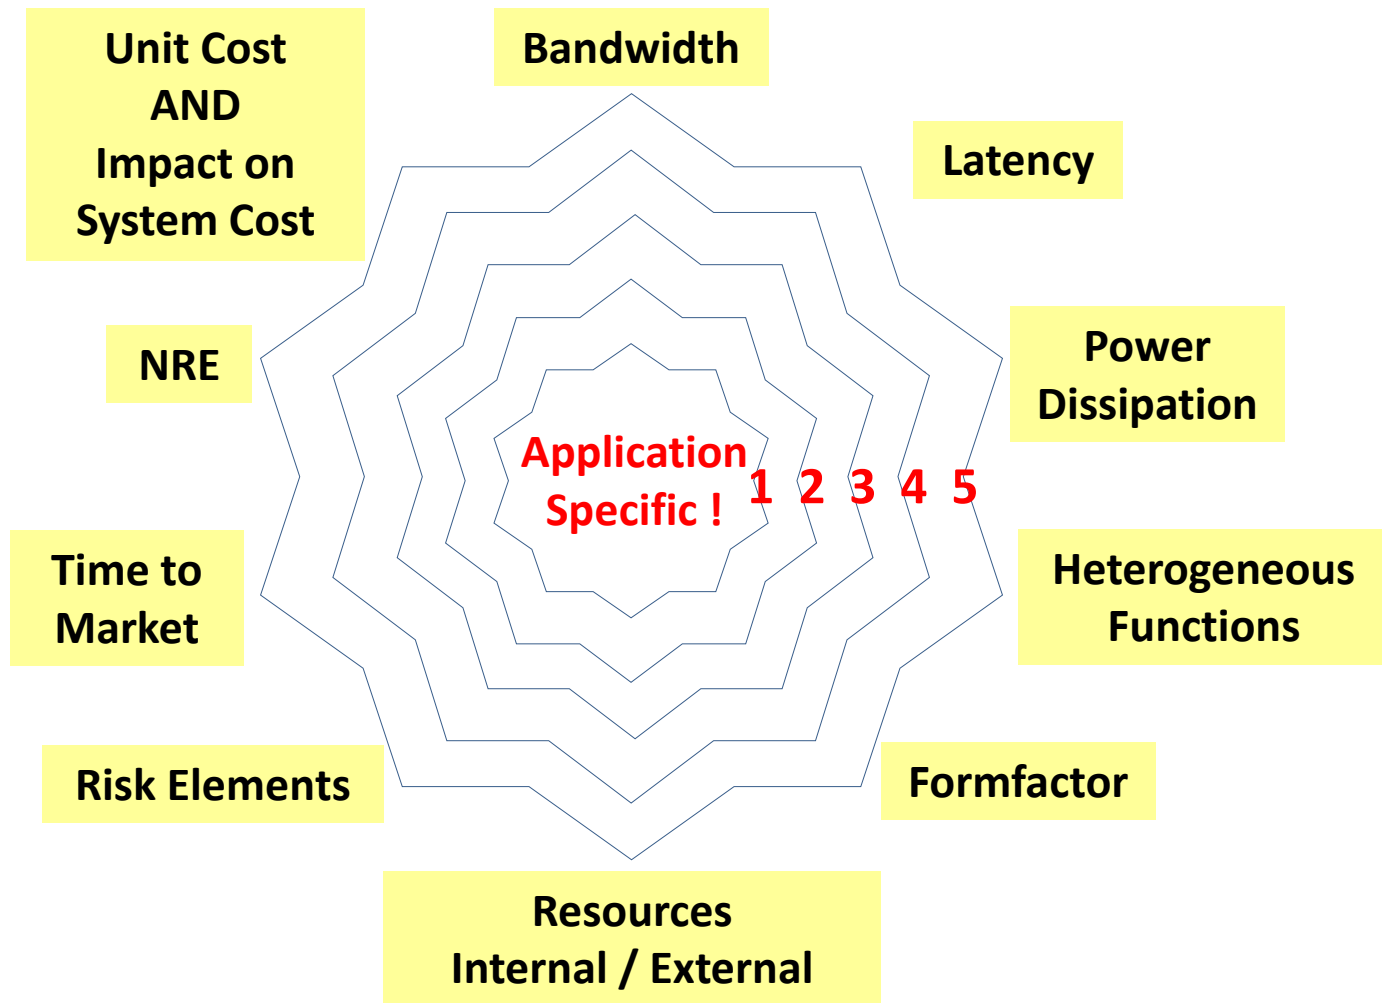 Unit Cost
AND
Impact on
System Cost
Bandwidth
Latency
NRE
Power
Dissipation
Application
Specific !
1 2 3 4 5
Time to
Market
Heterogeneous
Functions
Risk Elements
Formfactor
Resources
Internal / External